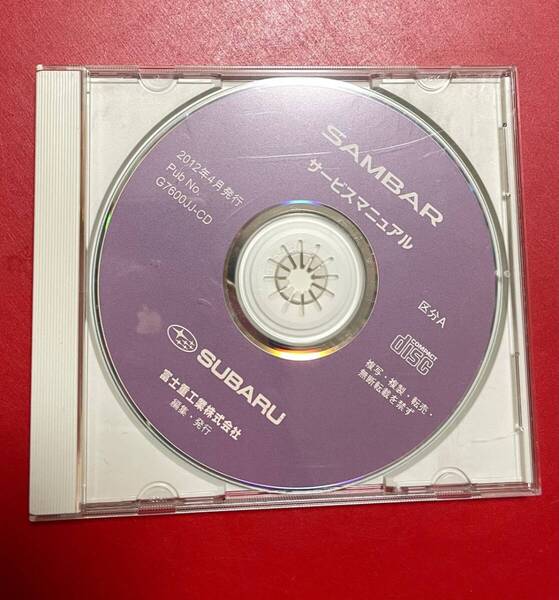 SAMBAR
サービスマニュアル
2012年4月発行
Pub No.
G7600JJ-CD
区分A
COMPACT
disc
複写・複製・転売・
無断転載を禁ず
SUBARU
富士重工業株式会社
編集・発行